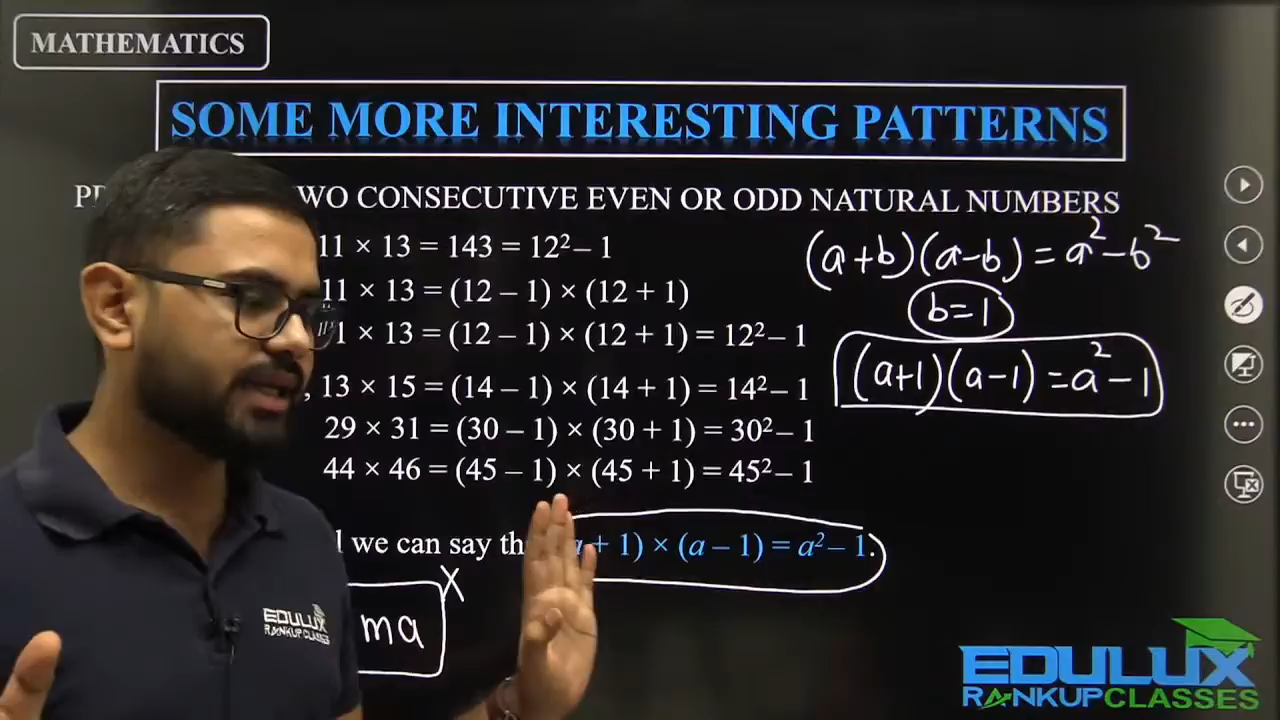 MATHEMATICS
SOME MORE INTERESTING PATTERNS
TWO CONSECUTIVE EVEN OR ODD NATURAL NUMBERS
11 × 13 = 143 = 12² – 1
11 × 13 = (12 – 1) × (12 + 1)
11 × 13 = (12 – 1) × (12 + 1) = 12² – 1
, 13 × 15 = (14 – 1) × (14 + 1) = 14² – 1
29 × 31 = (30 – 1) × (30 + 1) = 30² – 1
44 × 46 = (45 – 1) × (45 + 1) = 45² – 1
we can say + 1) × (a – 1) = a² – 1.
(a+b)(a-b) = a² - b²
b=1
(a+1)(a-1) = a² - 1
x
ma
EDULUX
RANKUP CLASSES
EDULUX
RANKUPCLASSES